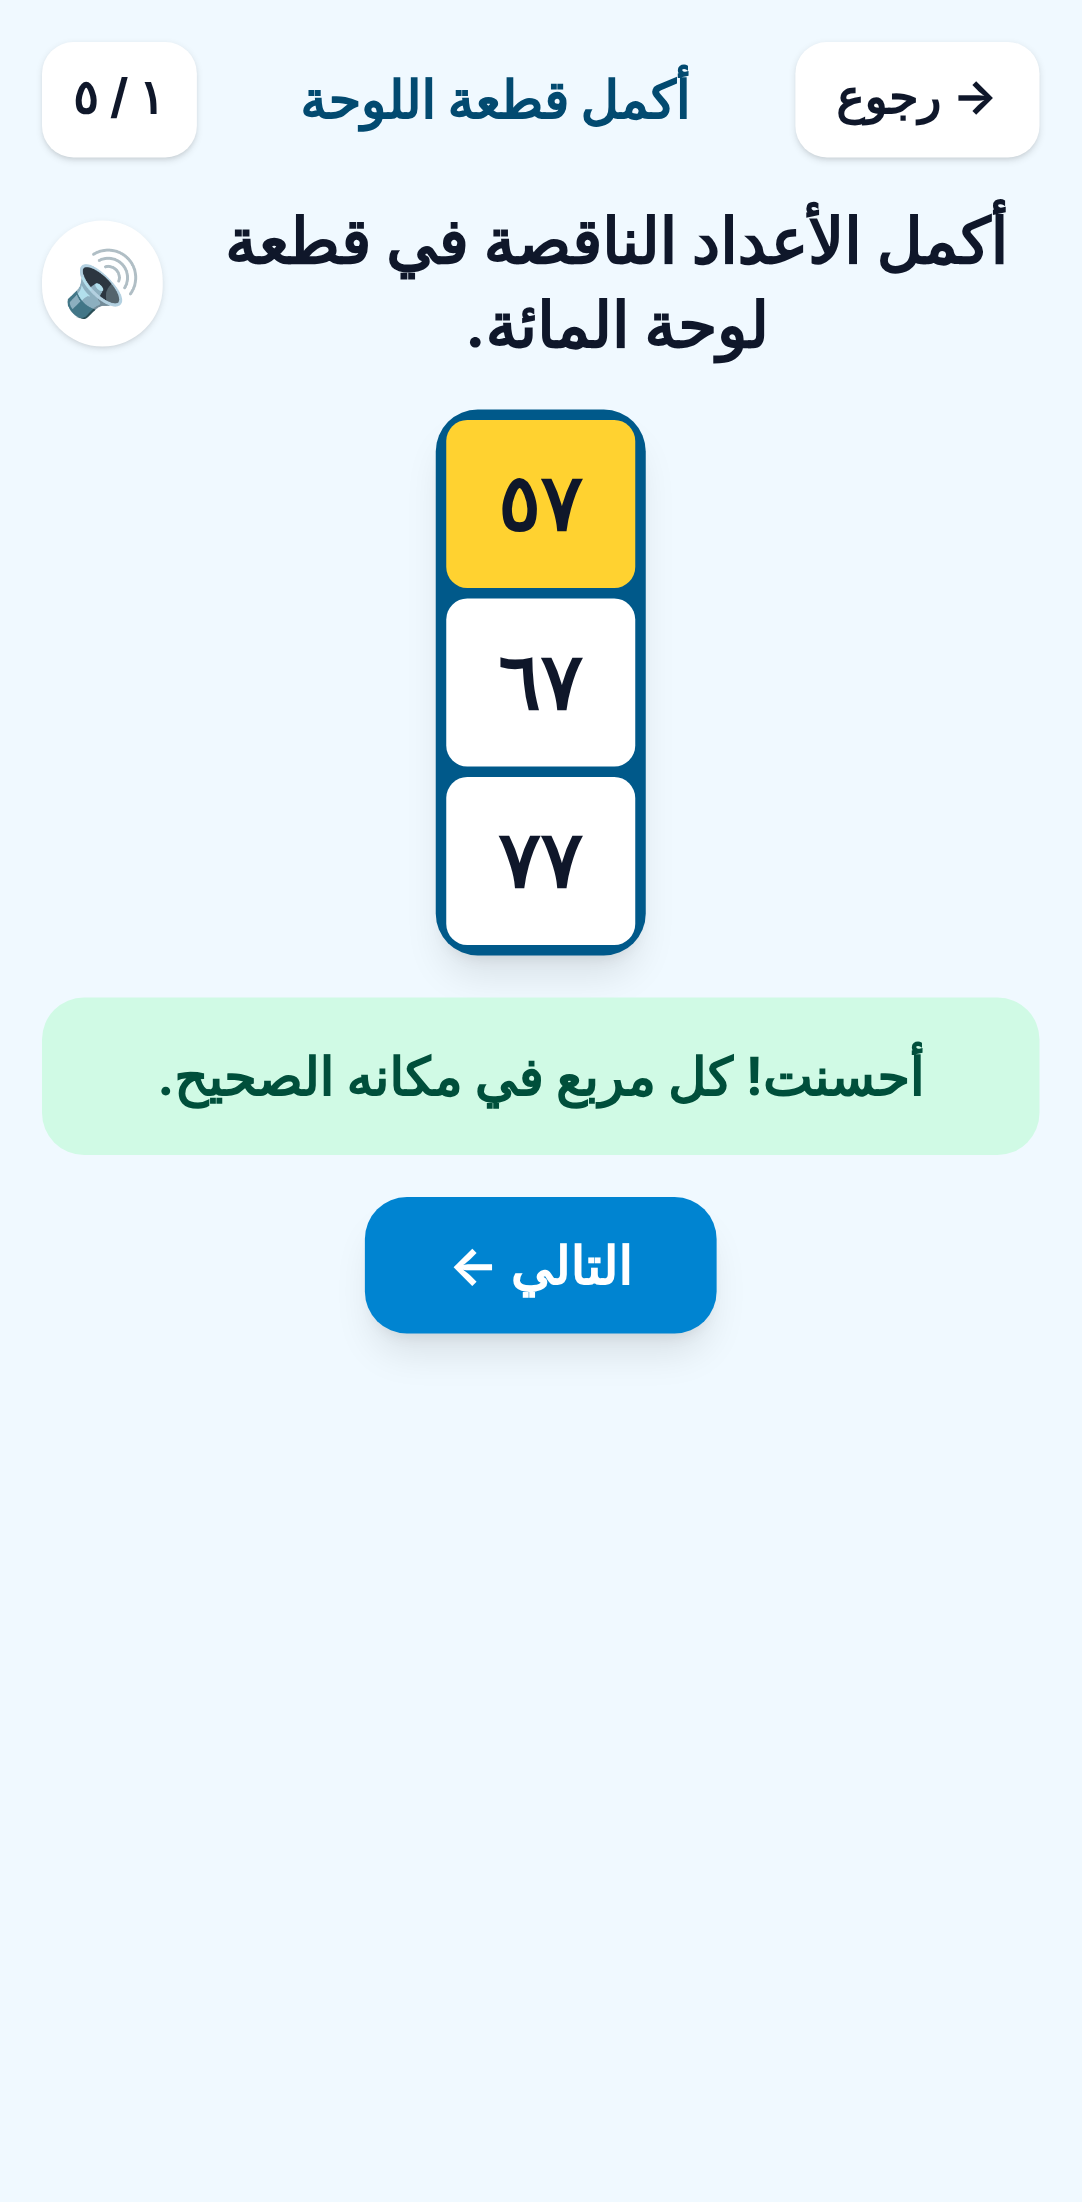 → رجوع
أكمل قطعة اللوحة
١ / ٥
أكمل الأعداد الناقصة في قطعة
لوحة المائة.
٥٧
٦٧
٧٧
أحسنت! كل مربع في مكانه الصحيح.
التالي ←